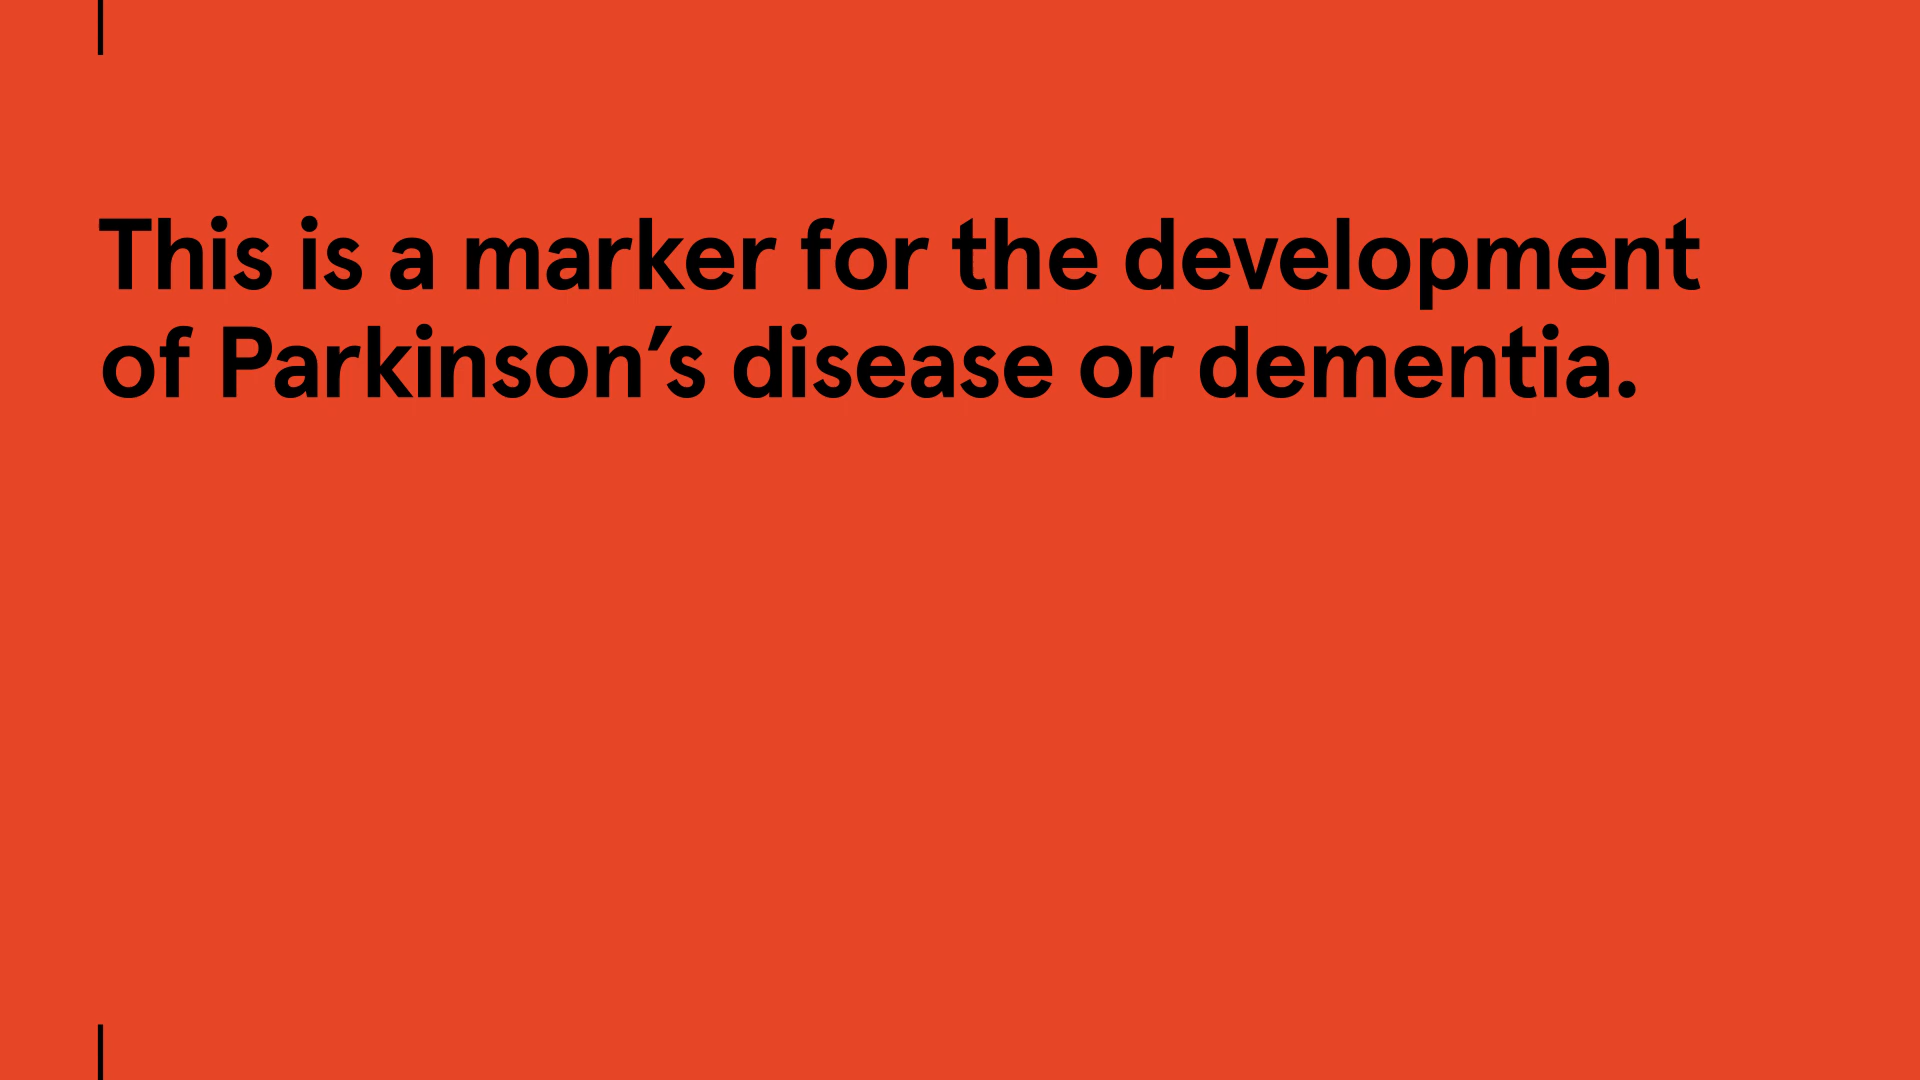 This is a marker for the development
of Parkinson’s disease or dementia.